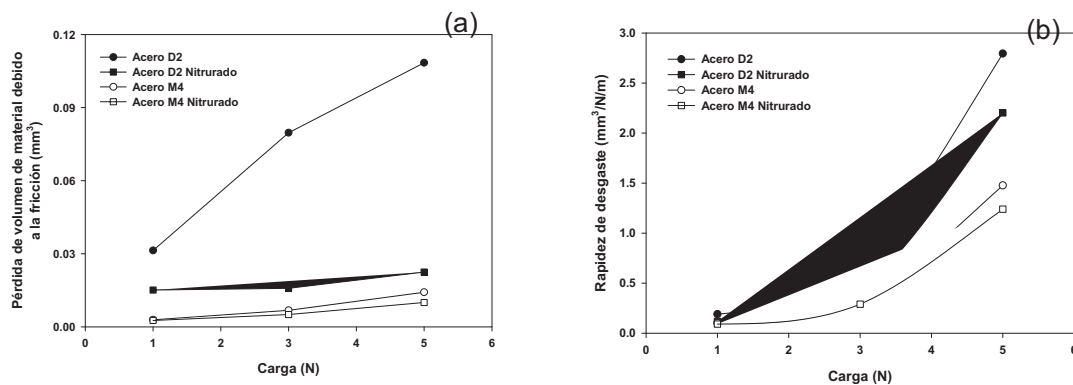 (a)
Pérdida de volumen de material debido
a la fricción (mm³)
0.12
0.09
0.06
0.03
0.00
Acero D2
Acero D2 Nitrurado
Acero M4
Acero M4 Nitrurado
0 1 2 3 4 5 6
Carga (N)
(b)
Rapidez de desgaste (mm³/N/m)
3.0
2.5
2.0
1.5
1.0
0.5
0.0
Acero D2
Acero D2 Nitrurado
Acero M4
Acero M4 Nitrurado
0 1 2 3 4 5 6
Carga (N)